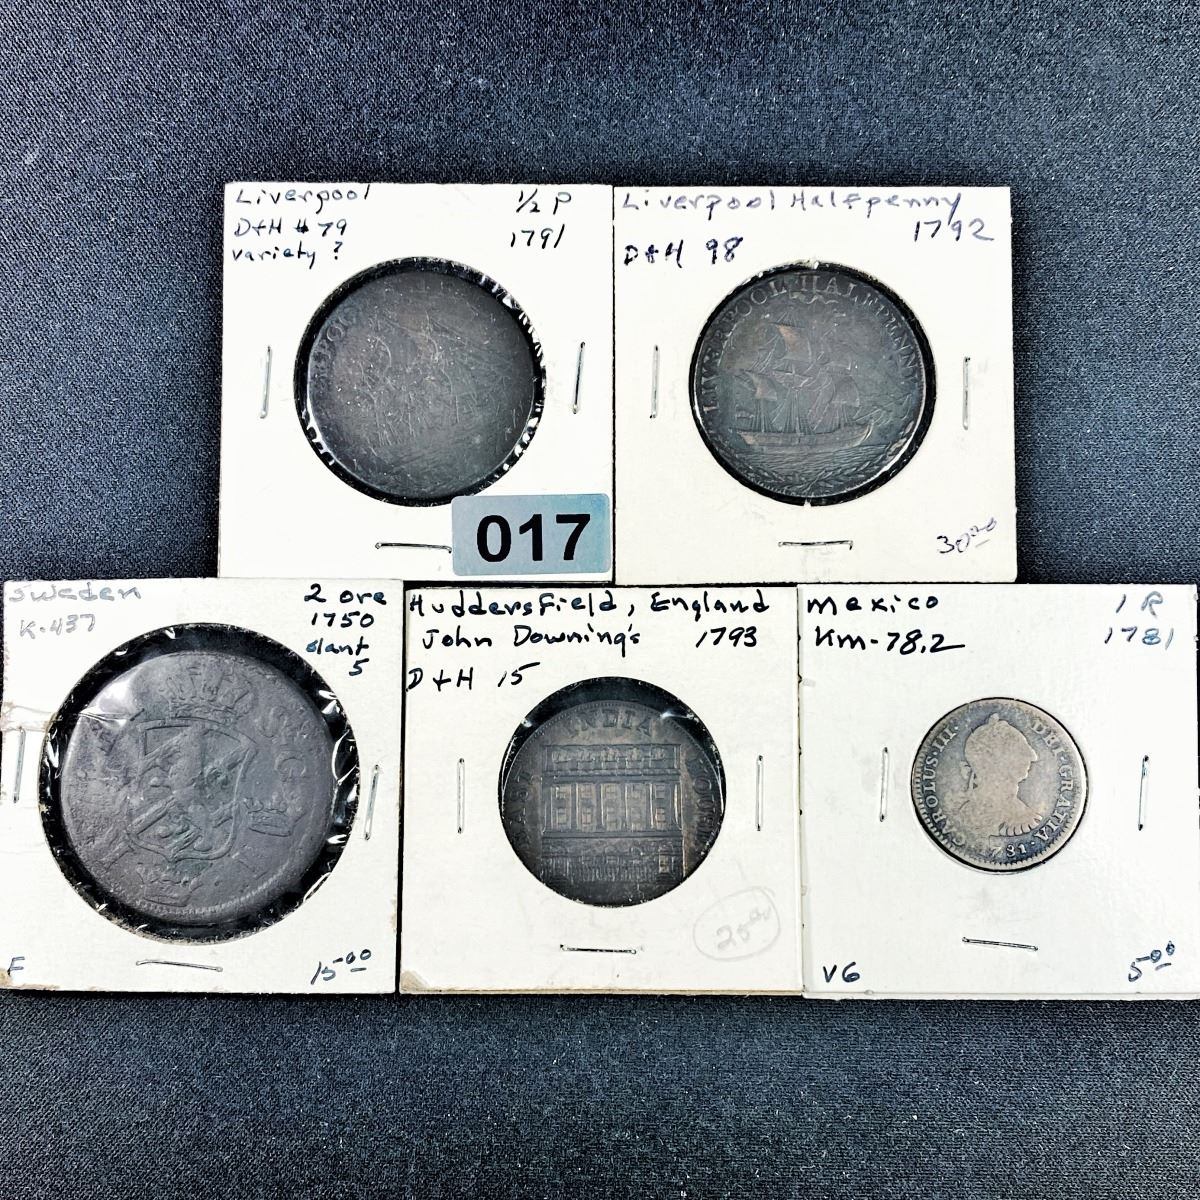 Liverpool 1/2 P
D+H # 79 1791
variety ?
RPOO
017
Liverpool Halfpenny
1792
D+H 98
LIVERPOOL HALFPENNY
30.00
Sweden 2 ore
K-437 1750
slant
5
S G
F 15.00
Huddersfield, England
John Downing's 1793
D+H 15
INDIA
25.00
Mexico 1 R
Km-78.2 1781
CAROLUS·III· DEI·GRATIA·
1781·
VG 5.00